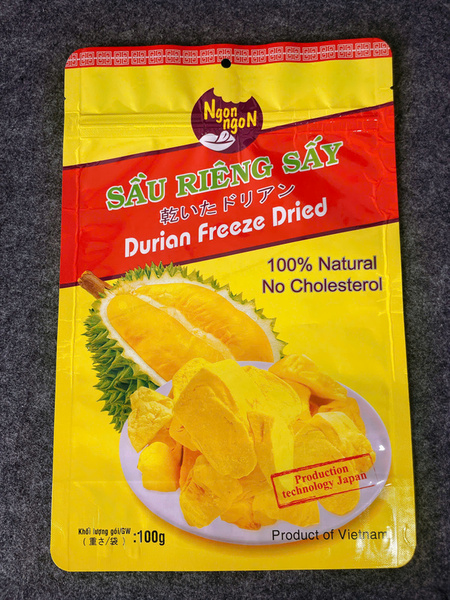 Ngon
ngoN
SẦU RIÊNG SẤY
乾いたドリアン
Durian Freeze Dried
100% Natural
No Cholesterol
Production
technology Japan
Khối lượng gói/GW
( 重さ/袋 ) :100g
Product of Vietnam